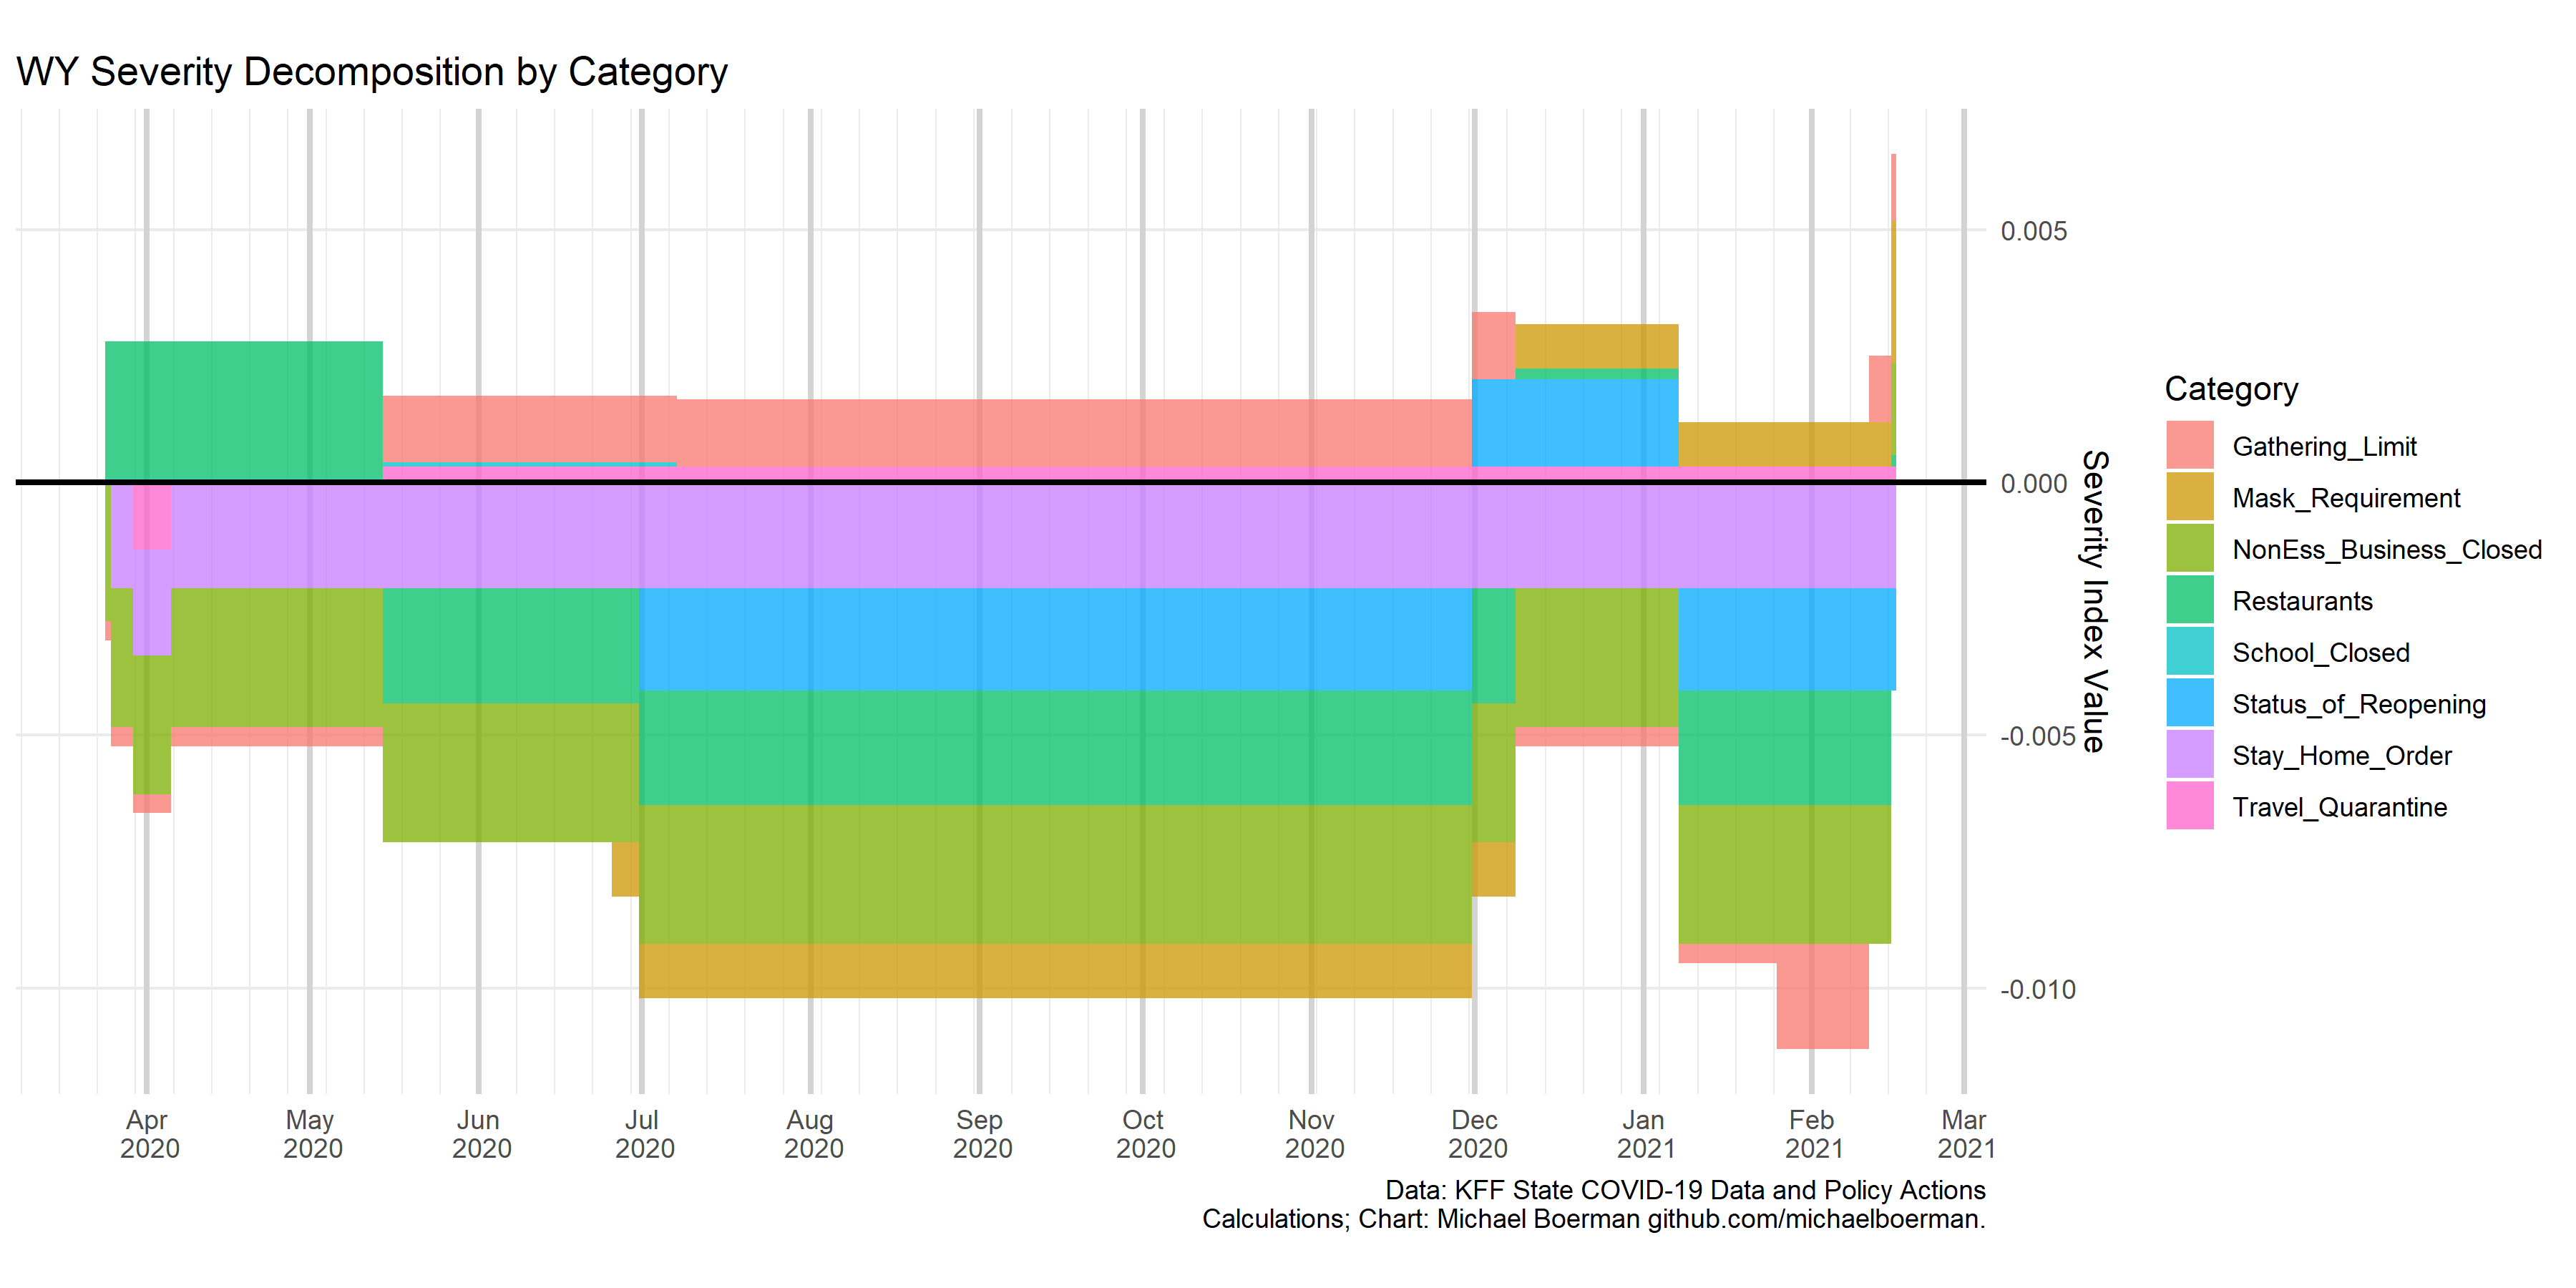 WY Severity Decomposition by Category
0.005
0.000
-0.005
-0.010
Severity Index Value
Category
Gathering_Limit
Mask_Requirement
NonEss_Business_Closed
Restaurants
School_Closed
Status_of_Reopening
Stay_Home_Order
Travel_Quarantine
Apr 2020
May 2020
Jun 2020
Jul 2020
Aug 2020
Sep 2020
Oct 2020
Nov 2020
Dec 2020
Jan 2021
Feb 2021
Mar 2021
Data: KFF State COVID-19 Data and Policy Actions
Calculations; Chart: Michael Boerman github.com/michaelboerman.